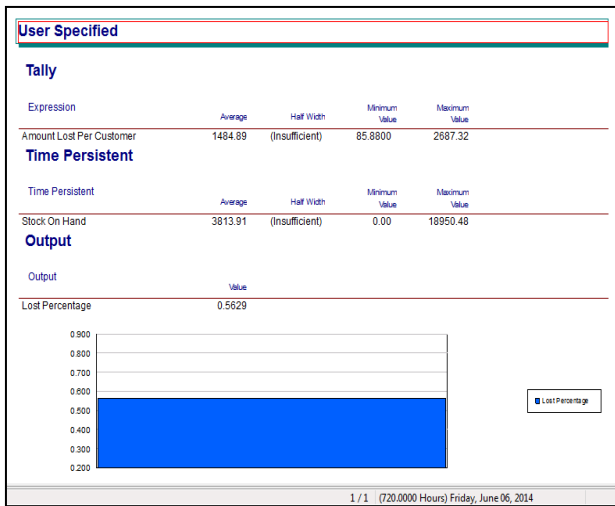 User Specified
Tally
Expression Average Half Width Minimum Value Maximum Value
Amount Lost Per Customer 1484.89 (Insufficient) 85.8800 2687.32
Time Persistent
Time Persistent Average Half Width Minimum Value Maximum Value
Stock On Hand 3813.91 (Insufficient) 0.00 18950.48
Output
Output Value
Lost Percentage 0.5629
0.900
0.800
0.700
0.600
0.500
0.400
0.300
0.200
Lost Percentage
1 / 1 (720.0000 Hours) Friday, June 06, 2014